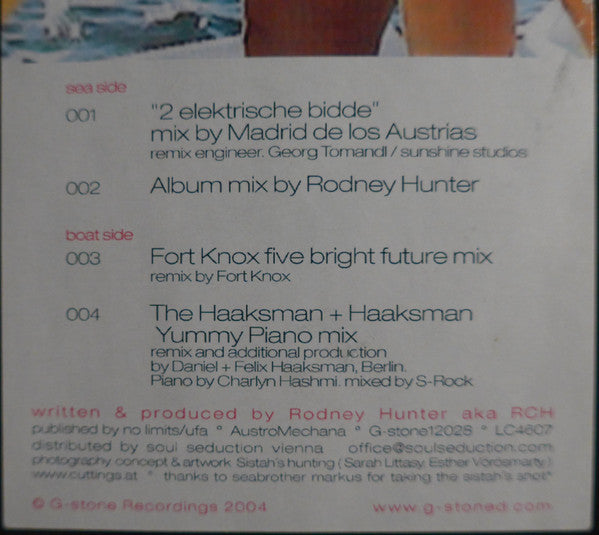 sea side
001 "2 elektrische bidde"
mix by Madrid de los Austrias
remix engineer. Georg Tomandl / sunshine studios
002 Album mix by Rodney Hunter
boat side
003 Fort Knox five bright future mix
remix by Fort Knox
004 The Haaksman + Haaksman
Yummy Piano mix
remix and additional production
by Daniel + Felix Haaksman, Berlin.
Piano by Charlyn Hashmi. mixed by S-Rock
written & produced by Rodney Hunter aka RCH
published by no limits/ufa ° AustroMechana ° G-stone12028 ° LC4607
distributed by soul seduction vienna office@soulseduction.com
photography concept & artwork Sistah's hunting ( Sarah Littasy, Esther Vordemarty )
www.cuttings.at ° thanks to seabrother markus for taking the sistah's shot*
© G-stone Recordings 2004 www.g-stoned.com